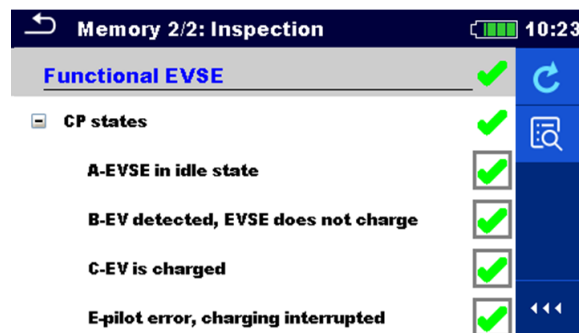 Memory 2/2: Inspection 10:23
Functional EVSE
CP states
A-EVSE in idle state
B-EV detected, EVSE does not charge
C-EV is charged
E-pilot error, charging interrupted